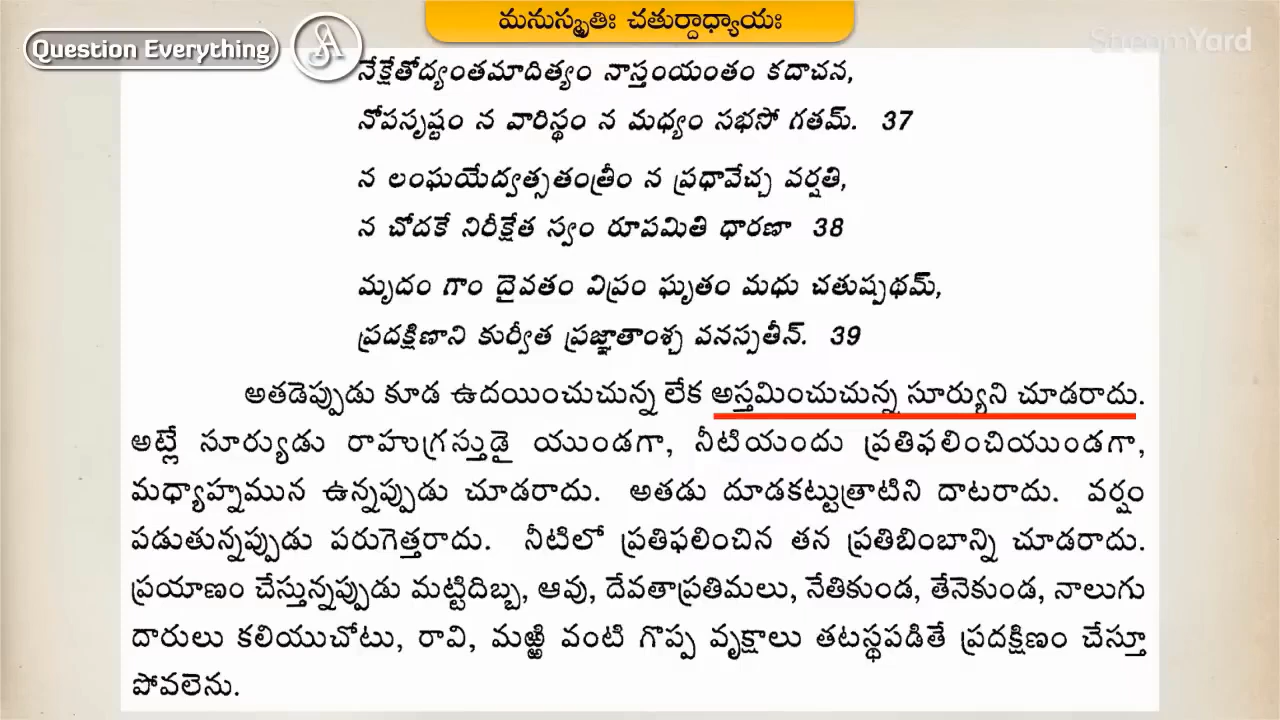 మనుస్మృతిః చతుర్దాధ్యాయః
Question Everything
StreamYard
నేక్షేతోద్యంతమాదిత్యం నాస్తంయంతం కదాచన,
నోపసృష్టం న వారిస్థం న మధ్యం సభసో గతమ్. 37
న లంఘయేద్వత్సతంత్రీం న ప్రధావేచ్చ వర్షతి,
న చోదకే నిరీక్షేత స్వం రూపమితి ధారణా 38
మృదం గాం దైవతం విప్రం ఘృతం మధు చతుష్పథమ్,
ప్రదక్షిణాని కుర్వీత ప్రజ్ఞాతాంశ్చ వనస్పతీన్. 39
అతడెప్పుడు కూడ ఉదయించుచున్న లేక అస్తమించుచున్న సూర్యుని చూడరాదు.
అట్లే సూర్యుడు రాహుగ్రస్తుడై యుండగా, నీటియందు ప్రతిఫలించియుండగా,
మధ్యాహ్నమున ఉన్నప్పుడు చూడరాదు. అతడు దూడకట్టుత్రాటిని దాటరాదు. వర్షం
పడుతున్నప్పుడు పరుగెత్తరాదు. నీటిలో ప్రతిఫలించిన తన ప్రతిబింబాన్ని చూడరాదు.
ప్రయాణం చేస్తున్నప్పుడు మట్టిదిబ్బ, ఆవు, దేవతాప్రతిమలు, నేతికుండ, తేనెకుండ, నాలుగు
దారులు కలియుచోటు, రావి, మఱ్ఱి వంటి గొప్ప వృక్షాలు తటస్థపడితే ప్రదక్షిణం చేస్తూ
పోవలెను.